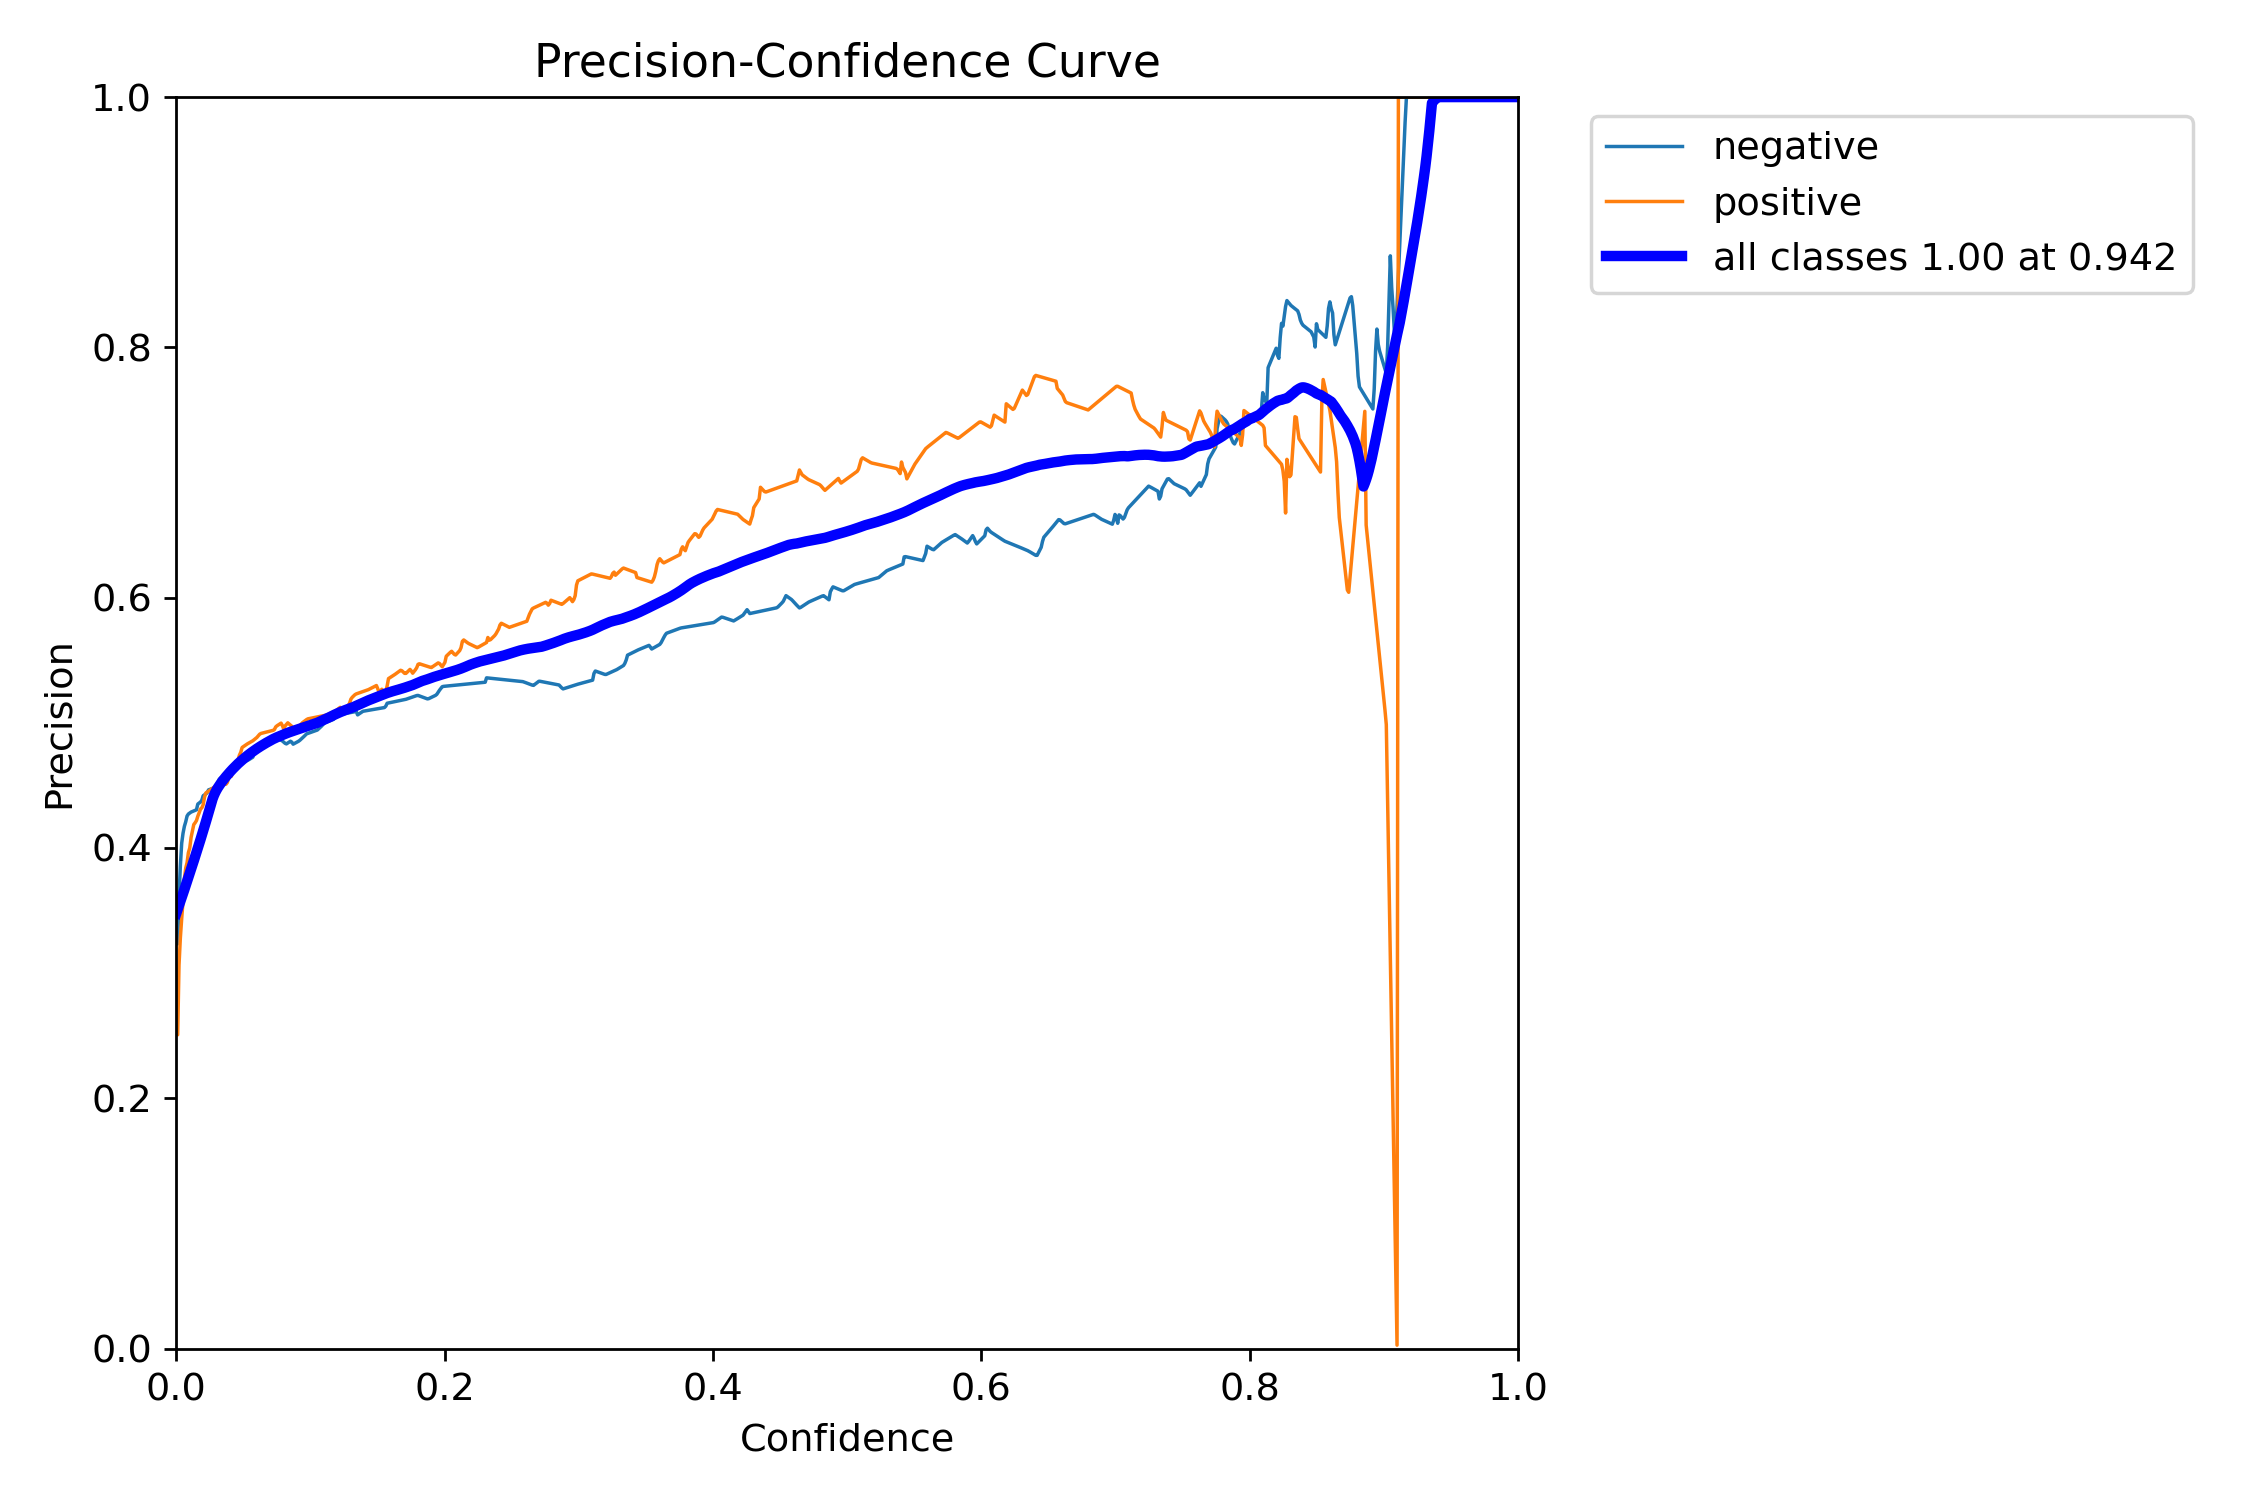 Precision-Confidence Curve
1.0
0.8
0.6
0.4
0.2
0.0
Precision
0.0 0.2 0.4 0.6 0.8 1.0
Confidence
negative
positive
all classes 1.00 at 0.942